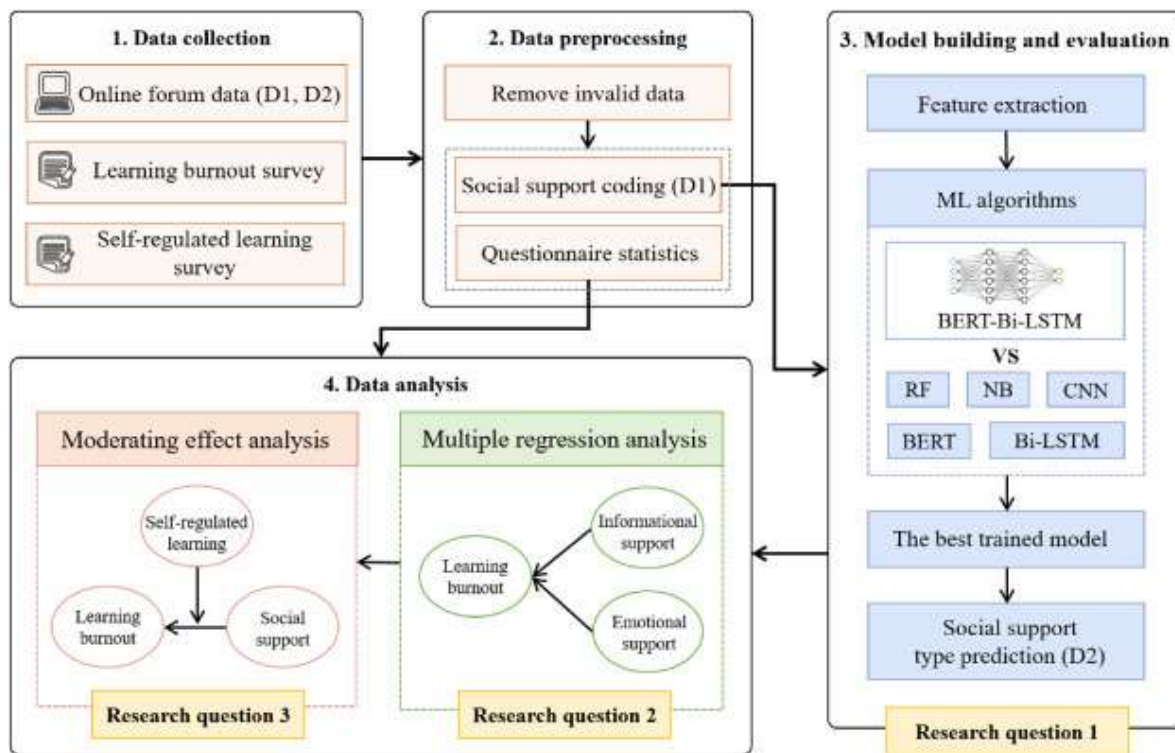 1. Data collection
Online forum data (D1, D2)
Learning burnout survey
Self-regulated learning
survey
2. Data preprocessing
Remove invalid data
Social support coding (D1)
Questionnaire statistics
3. Model building and evaluation
Feature extraction
ML algorithms
BERT-Bi-LSTM
VS
RF
NB
CNN
BERT
Bi-LSTM
The best trained model
Social support
type prediction (D2)
Research question 1
4. Data analysis
Moderating effect analysis
Self-regulated
learning
Learning
burnout
Social
support
Research question 3
Multiple regression analysis
Informational
support
Learning
burnout
Emotional
support
Research question 2